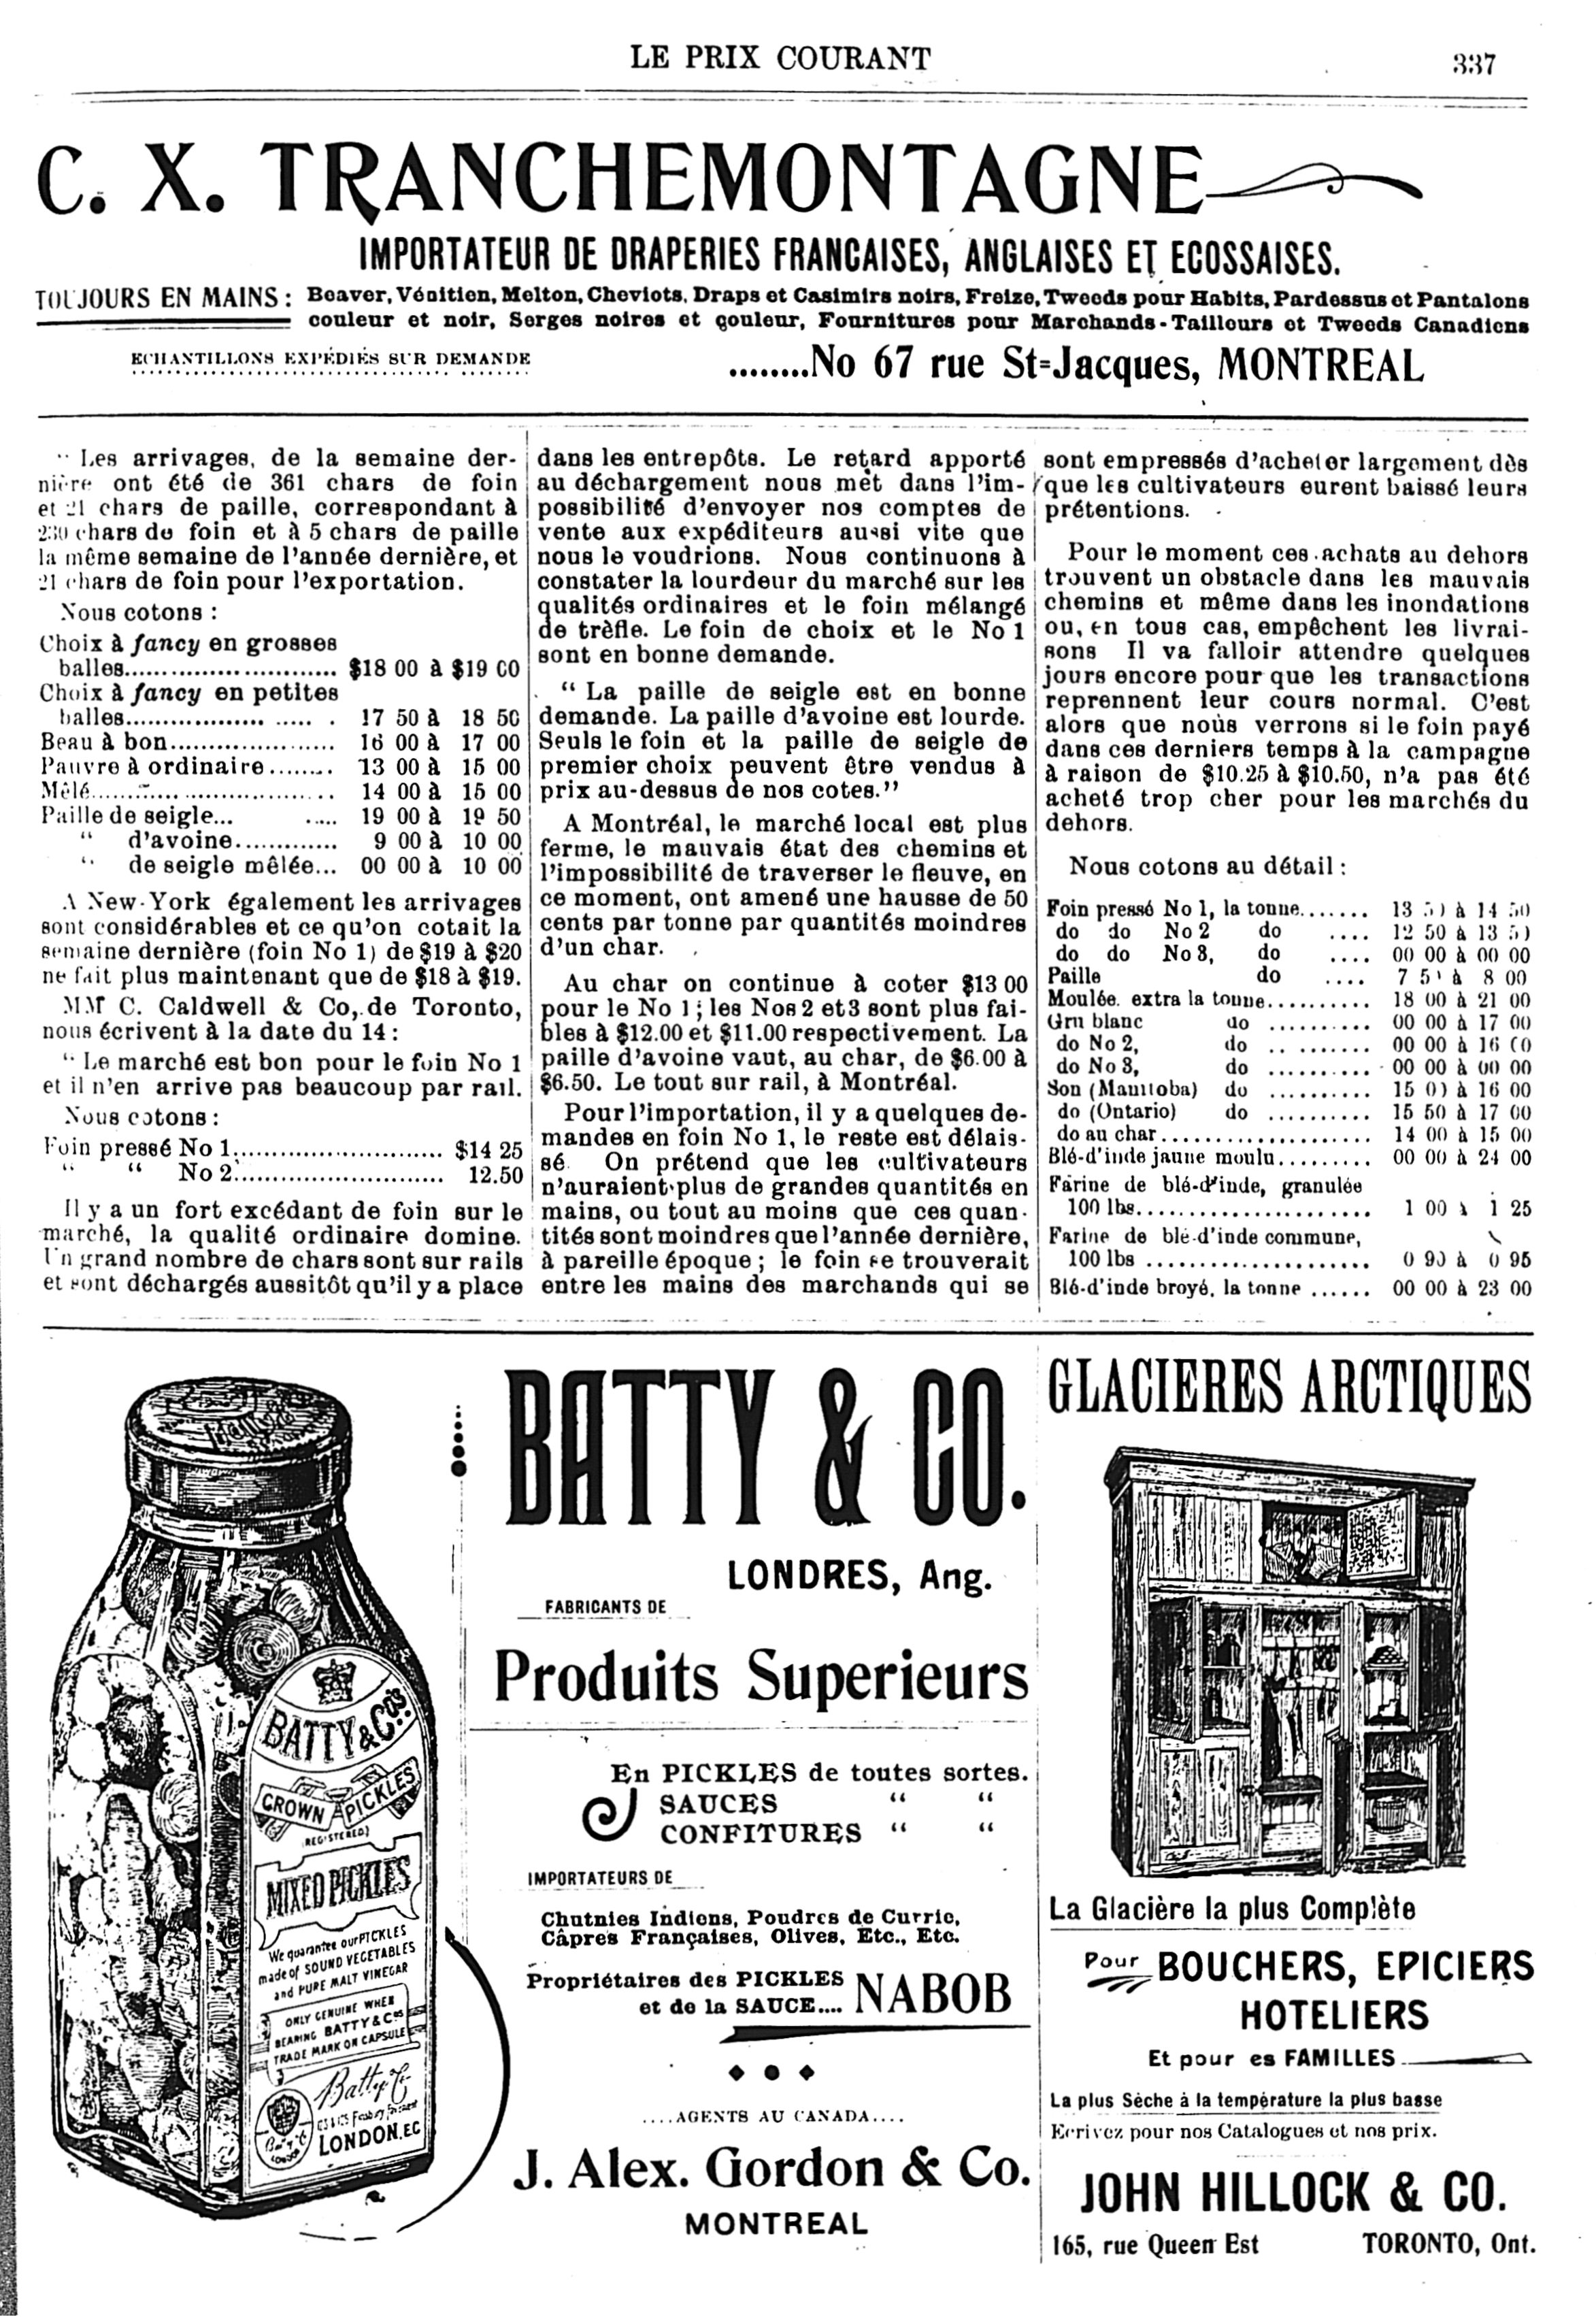 LE PRIX COURANT
337
C. X. TRANCHEMONTAGNE
IMPORTATEUR DE DRAPERIES FRANCAISES, ANGLAISES ET ECOSSAISES.
TOUJOURS EN MAINS : Beaver, Vénitien, Melton, Cheviots, Draps et Casimirs noirs, Freize, Tweeds pour Habits, Pardessus et Pantalons
couleur et noir, Serges noires et couleur, Fournitures pour Marchands-Tailleurs et Tweeds Canadiens
ECHANTILLONS EXPÉDIÉS SUR DEMANDE
........No 67 rue St-Jacques, MONTREAL
“ Les arrivages, de la semaine der-
nière ont été de 361 chars de foin
et 21 chars de paille, correspondant à
230 chars de foin et à 5 chars de paille
la même semaine de l'année dernière, et
21 chars de foin pour l'exportation.
Nous cotons :
Choix à fancy en grosses
balles........................... $18 00 à $19 00
Choix à fancy en petites
balles.................. ..... . 17 50 à 18 50
Beau à bon..................... 16 00 à 17 00
Pauvre à ordinaire........ 13 00 à 15 00
Mêlé............................... 14 00 à 15 00
Paille de seigle... .... 19 00 à 19 50
“ d'avoine............. 9 00 à 10 00
“ de seigle mêlée... 00 00 à 10 00
A New-York également les arrivages
sont considérables et ce qu'on cotait la
semaine dernière (foin No 1) de $19 à $20
ne fait plus maintenant que de $18 à $19.
MM C. Caldwell & Co, de Toronto,
nous écrivent à la date du 14 :
“ Le marché est bon pour le foin No 1
et il n'en arrive pas beaucoup par rail.
Nous cotons :
Foin pressé No 1........................... $14 25
“ “ No 2........................... 12.50
Il y a un fort excédant de foin sur le
marché, la qualité ordinaire domine.
Un grand nombre de chars sont sur rails
et sont déchargés aussitôt qu'il y a place
dans les entrepôts. Le retard apporté
au déchargement nous met dans l'im-
possibilité d'envoyer nos comptes de
vente aux expéditeurs aussi vite que
nous le voudrions. Nous continuons à
constater la lourdeur du marché sur les
qualités ordinaires et le foin mélangé
de trèfle. Le foin de choix et le No 1
sont en bonne demande.
“ La paille de seigle est en bonne
demande. La paille d'avoine est lourde.
Seuls le foin et la paille de seigle de
premier choix peuvent être vendus à
prix au-dessus de nos cotes.”
A Montréal, le marché local est plus
ferme, le mauvais état des chemins et
l'impossibilité de traverser le fleuve, en
ce moment, ont amené une hausse de 50
cents par tonne par quantités moindres
d'un char.
Au char on continue à coter $13 00
pour le No 1 ; les Nos 2 et 3 sont plus fai-
bles à $12.00 et $11.00 respectivement. La
paille d'avoine vaut, au char, de $6.00 à
$6.50. Le tout sur rail, à Montréal.
Pour l'importation, il y a quelques de-
mandes en foin No 1, le reste est délais-
sé. On prétend que les cultivateurs
n'auraient plus de grandes quantités en
mains, ou tout au moins que ces quan-
tités sont moindres que l'année dernière,
à pareille époque ; le foin se trouverait
entre les mains des marchands qui se
sont empressés d'acheter largement dès
que les cultivateurs eurent baissé leurs
prétentions.
Pour le moment ces achats au dehors
trouvent un obstacle dans les mauvais
chemins et même dans les inondations
ou, en tous cas, empêchent les livrai-
sons Il va falloir attendre quelques
jours encore pour que les transactions
reprennent leur cours normal. C'est
alors que nous verrons si le foin payé
dans ces derniers temps à la campagne
à raison de $10.25 à $10.50, n'a pas été
acheté trop cher pour les marchés du
dehors.
Nous cotons au détail :
Foin pressé No 1, la tonne....... 13 50 à 14 50
do do No 2 do .... 12 50 à 13 50
do do No 3, do .... 00 00 à 00 00
Paille do .... 7 50 à 8 00
Moulée. extra la tonne.......... 18 00 à 21 00
Gru blanc do .......... 00 00 à 17 00
do No 2, do .. ....... 00 00 à 16 00
do No 3, do .......... 00 00 à 00 00
Son (Manitoba) do .......... 15 00 à 16 00
do (Ontario) do .......... 15 50 à 17 00
do au char..................... 14 00 à 15 00
Blé-d'inde jaune moulu......... 00 00 à 24 00
Farine de blé-d'inde, granulée
100 lbs....................... 1 00 à 1 25
Farine de blé-d'inde commune,
100 lbs ...................... 0 90 à 0 95
Blé-d'inde broyé, la tonne ...... 00 00 à 23 00
BATTY & Co's
CROWN PICKLES
(REGISTERED)
MIXED PICKLES
We guarantee our PICKLES
made of SOUND VEGETABLES
and PURE MALT VINEGAR
ONLY GENUINE WHEN
BEARING BATTY & Cos
TRADE MARK ON CAPSULE
Batty & Co
LONDON, E.C
BATTY & CO.
LONDRES, Ang.
FABRICANTS DE
Produits Superieurs
En PICKLES de toutes sortes.
SAUCES “ “
CONFITURES “ “
IMPORTATEURS DE
Chutnies Indiens, Poudres de Currie,
Câpres Françaises, Olives, Etc., Etc.
Propriétaires des PICKLES
et de la SAUCE.... NABOB
....AGENTS AU CANADA....
J. Alex. Gordon & Co.
MONTREAL
GLACIERES ARCTIQUES
La Glacière la plus Complète
Pour BOUCHERS, EPICIERS
HOTELIERS
Et pour es FAMILLES
La plus Sèche à la température la plus basse
Ecrivez pour nos Catalogues et nos prix.
JOHN HILLOCK & CO.
165, rue Queen Est TORONTO, Ont.